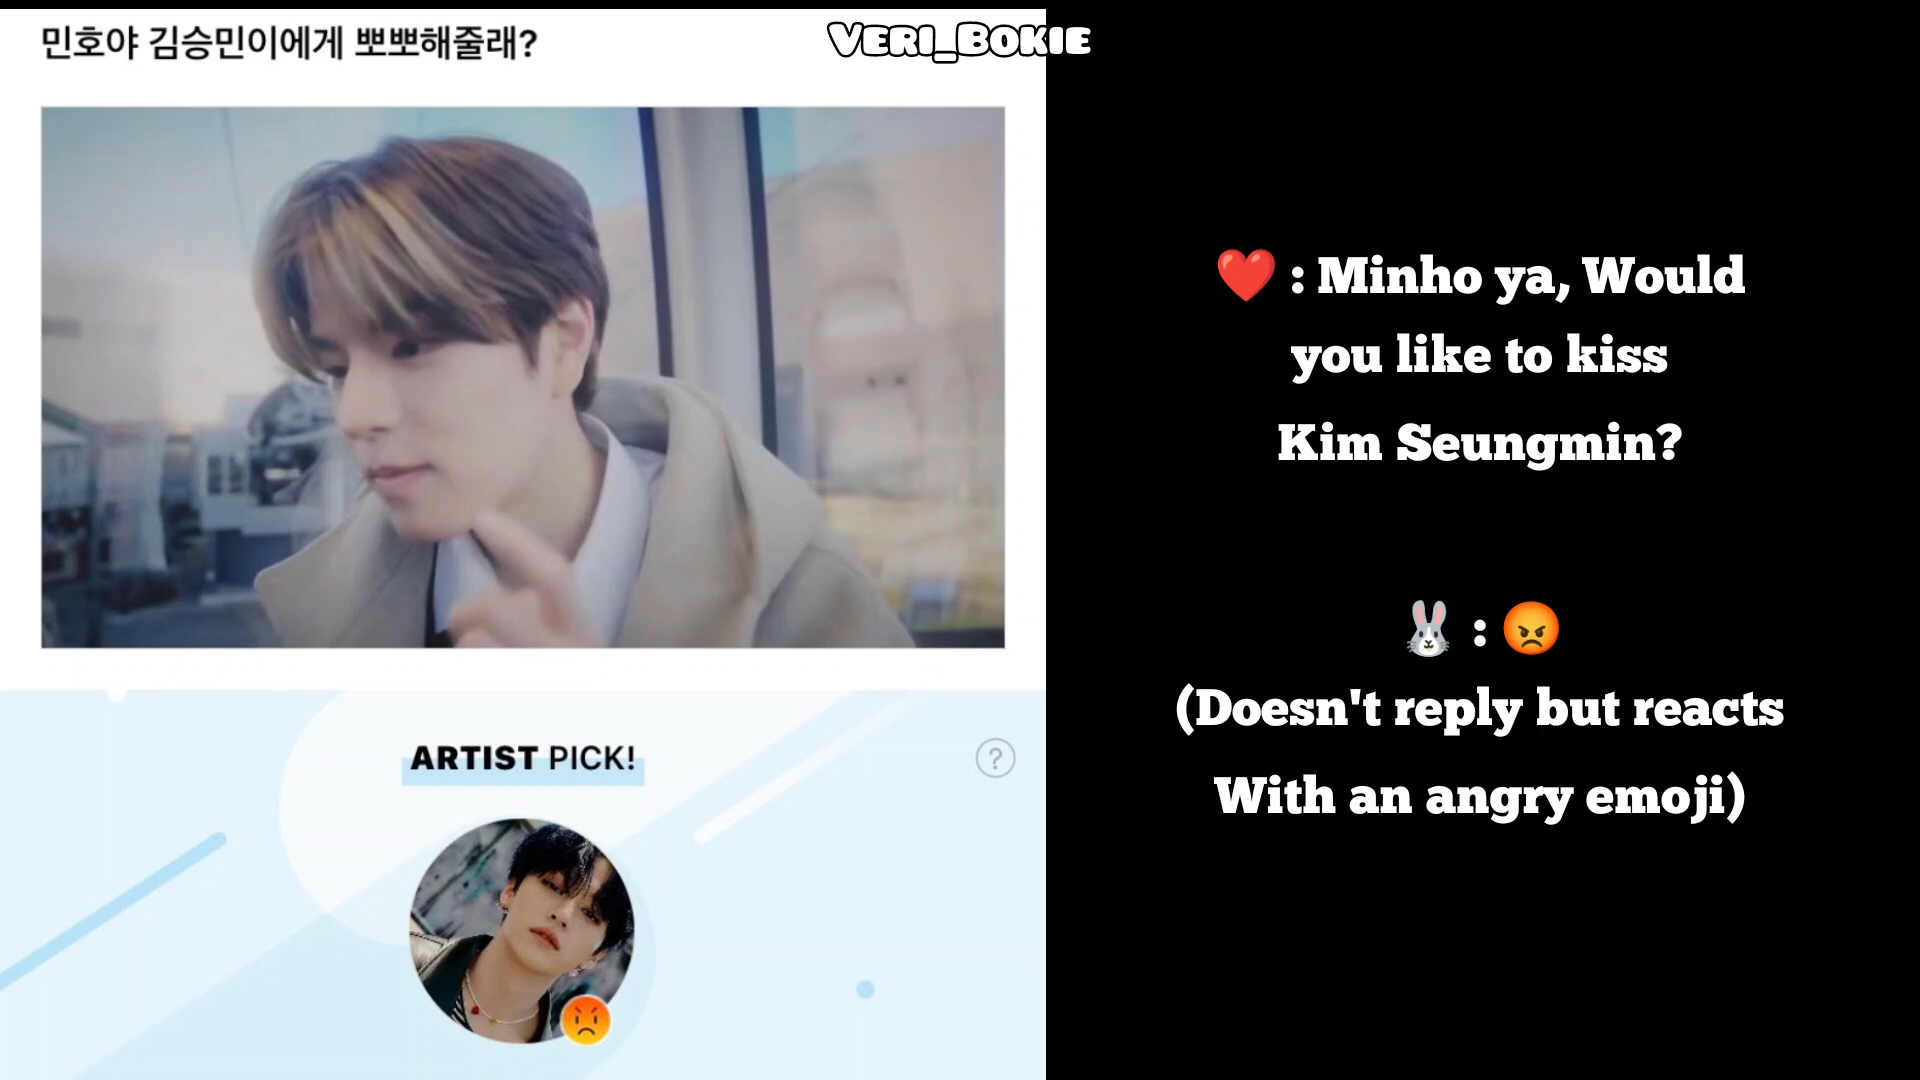 민호야 김승민이에게 뽀뽀해줄래?
VERI_BOKIE
❤️ : Minho ya, Would
you like to kiss
Kim Seungmin?
🐰 : 😡
(Doesn't reply but reacts
With an angry emoji)
ARTIST PICK!
?